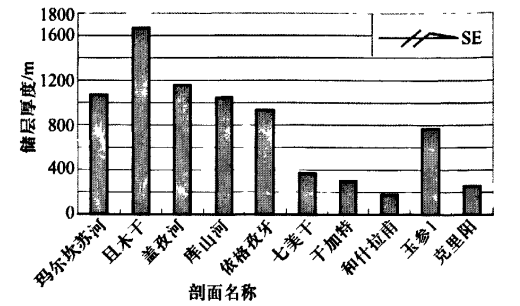 1800
1600
1200
800
400
0
储层厚度/m
SE
玛尔坎苏河
且木干
盖孜河
库山河
依格孜牙
七美干
干加特
和什拉甫
玉参1
克里阳
剖面名称